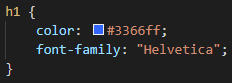 h1 {
    color: #3366ff;
    font-family: "Helvetica";
}